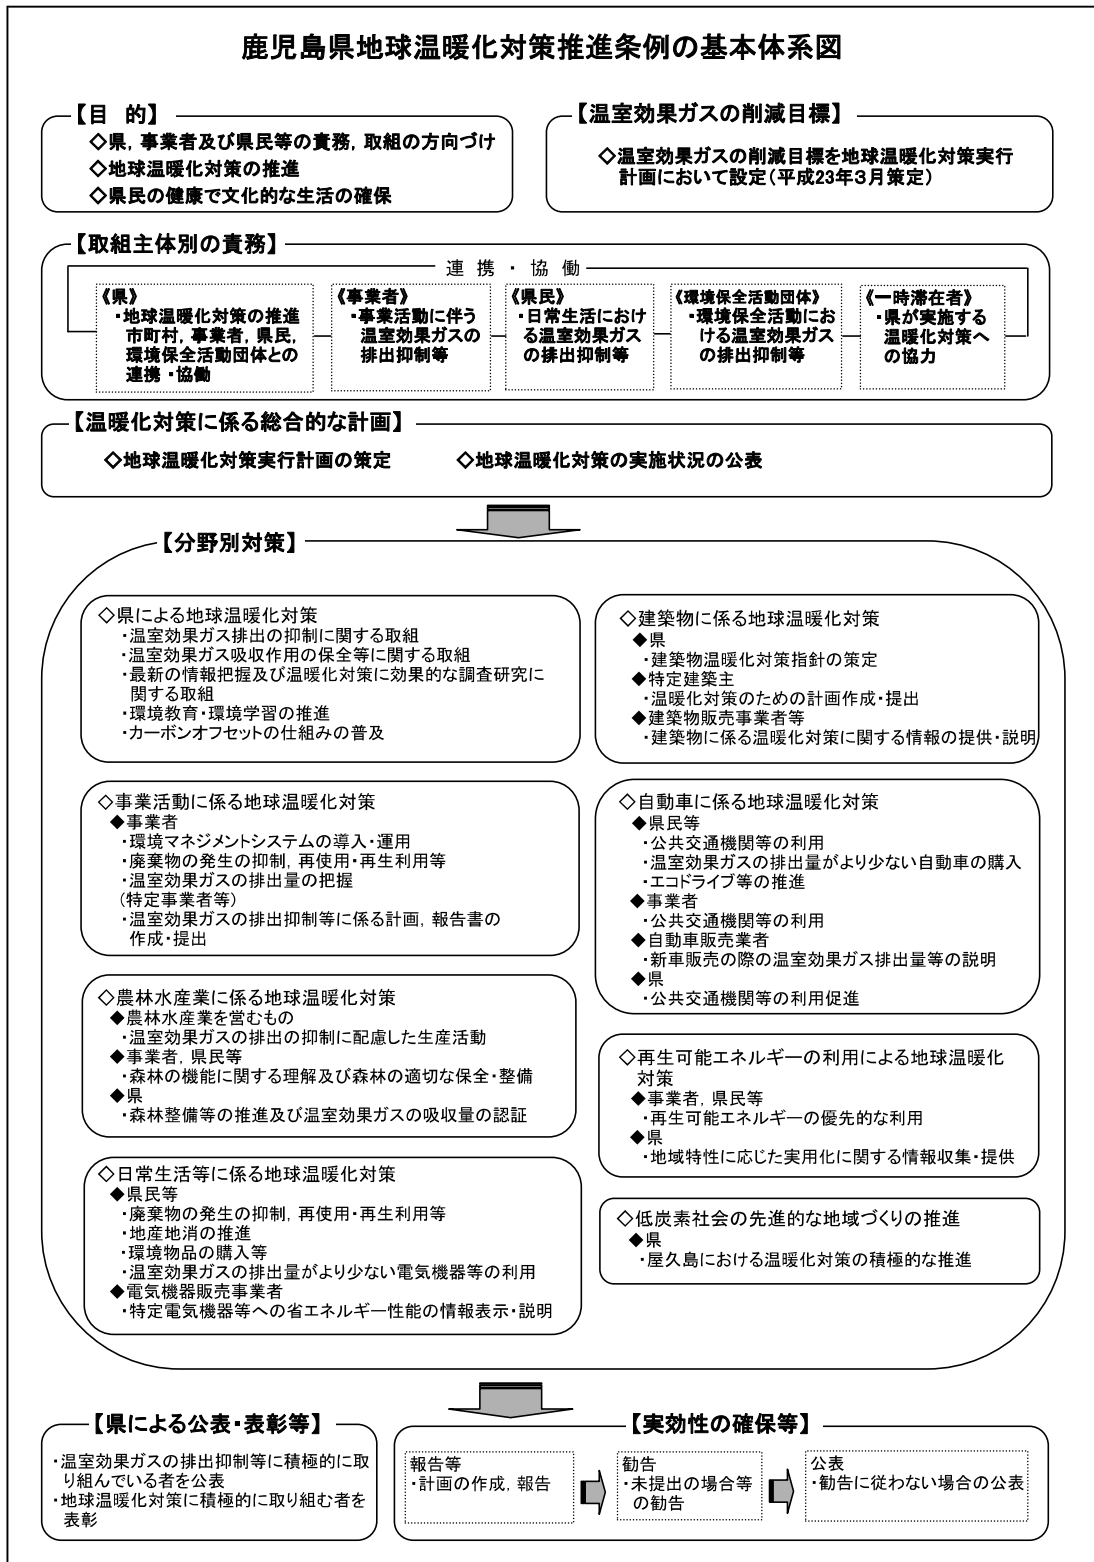 鹿児島県地球温暖化対策推進条例の基本体系図
【目 的】
◇県，事業者及び県民等の責務，取組の方向づけ
◇地球温暖化対策の推進
◇県民の健康で文化的な生活の確保
【温室効果ガスの削減目標】
◇温室効果ガスの削減目標を地球温暖化対策実行
計画において設定（平成23年３月策定）
【取組主体別の責務】
連 携 ・ 協 働
《県》
・地球温暖化対策の推進
市町村，事業者，県民，
環境保全活動団体との
連携・協働
《事業者》
・事業活動に伴う
温室効果ガスの
排出抑制等
《県民》
・日常生活におけ
る温室効果ガス
の排出抑制等
《環境保全活動団体》
・環境保全活動にお
ける温室効果ガス
の排出抑制等
《一時滞在者》
・県が実施する
温暖化対策へ
の協力
【温暖化対策に係る総合的な計画】
◇地球温暖化対策実行計画の策定
◇地球温暖化対策の実施状況の公表
【分野別対策】
◇県による地球温暖化対策
・温室効果ガス排出の抑制に関する取組
・温室効果ガス吸収作用の保全等に関する取組
・最新の情報把握及び温暖化対策に効果的な調査研究に
関する取組
・環境教育・環境学習の推進
・カーボンオフセットの仕組みの普及
◇事業活動に係る地球温暖化対策
◆事業者
・環境マネジメントシステムの導入・運用
・廃棄物の発生の抑制，再使用・再生利用等
・温室効果ガスの排出量の把握
（特定事業者等）
・温室効果ガスの排出抑制等に係る計画，報告書の
作成・提出
◇農林水産業に係る地球温暖化対策
◆農林水産業を営むもの
・温室効果ガスの排出の抑制に配慮した生産活動
◆事業者，県民等
・森林の機能に関する理解及び森林の適切な保全・整備
◆県
・森林整備等の推進及び温室効果ガスの吸収量の認証
◇日常生活等に係る地球温暖化対策
◆県民等
・廃棄物の発生の抑制，再使用・再生利用等
・地産地消の推進
・環境物品の購入等
・温室効果ガスの排出量がより少ない電気機器等の利用
◆電気機器販売事業者
・特定電気機器等への省エネルギー性能の情報表示・説明
◇建築物に係る地球温暖化対策
◆県
・建築物温暖化対策指針の策定
◆特定建築主
・温暖化対策のための計画作成・提出
◆建築物販売事業者等
・建築物に係る温暖化対策に関する情報の提供・説明
◇自動車に係る地球温暖化対策
◆県民等
・公共交通機関等の利用
・温室効果ガスの排出量がより少ない自動車の購入
・エコドライブ等の推進
◆事業者
・公共交通機関等の利用
◆自動車販売業者
・新車販売の際の温室効果ガス排出量等の説明
◆県
・公共交通機関等の利用促進
◇再生可能エネルギーの利用による地球温暖化
対策
◆事業者，県民等
・再生可能エネルギーの優先的な利用
◆県
・地域特性に応じた実用化に関する情報収集・提供
◇低炭素社会の先進的な地域づくりの推進
◆県
・屋久島における温暖化対策の積極的な推進
【県による公表・表彰等】
・温室効果ガスの排出抑制等に積極的に取
り組んでいる者を公表
・地球温暖化対策に積極的に取り組む者を
表彰
【実効性の確保等】
報告等
・計画の作成，報告
勧告
・未提出の場合等
の勧告
公表
・勧告に従わない場合の公表